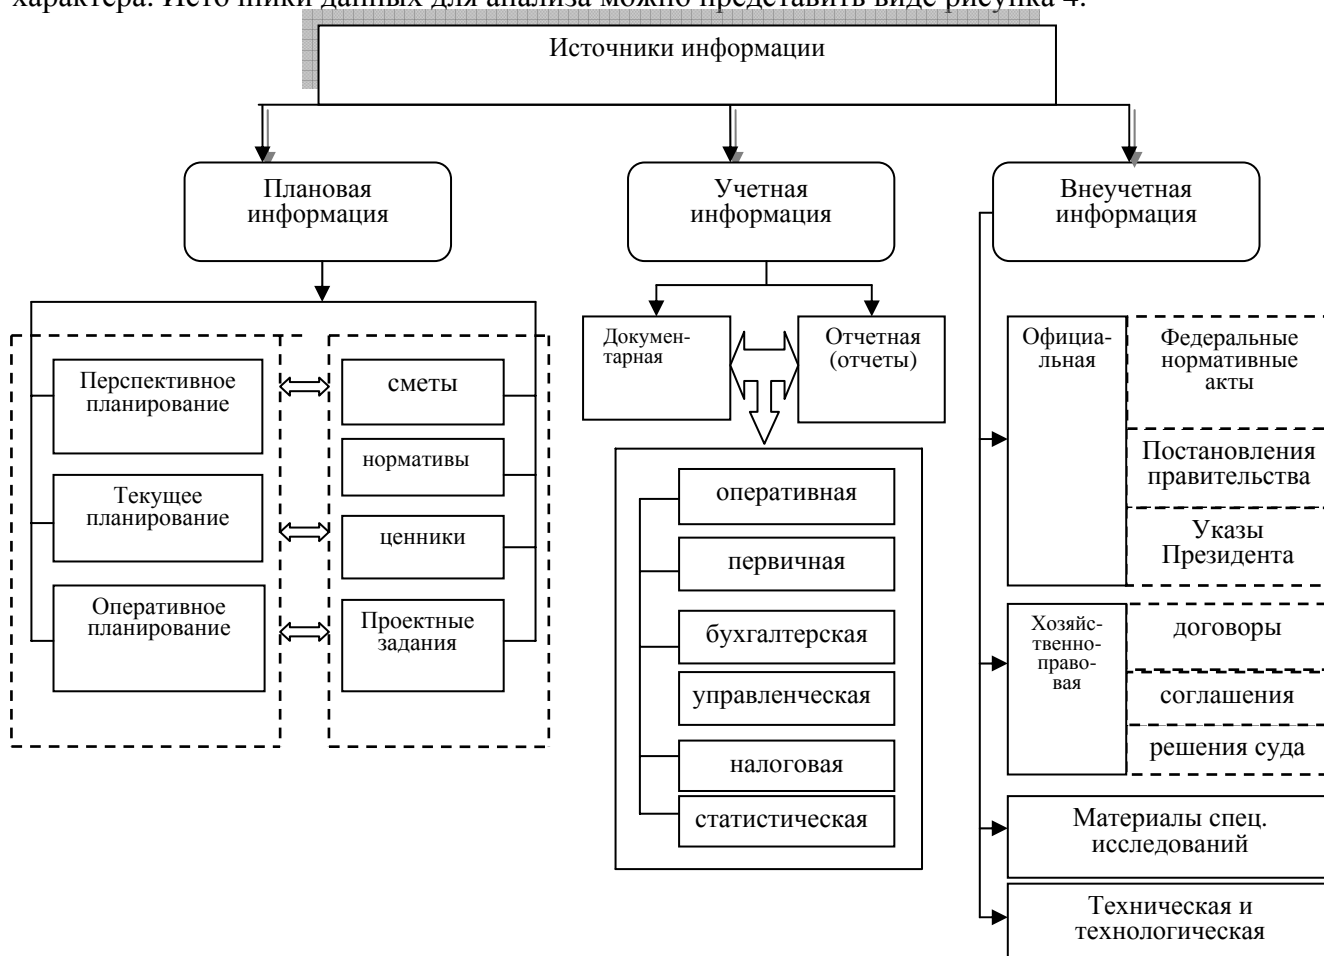 характера. Источники данных для анализа можно представить виде рисунка 4.
Источники информации
Плановая
информация
Учетная
информация
Внеучетная
информация
Перспективное
планирование
Текущее
планирование
Оперативное
планирование
сметы
нормативы
ценники
Проектные
задания
Докумен-
тарная
Отчетная
(отчеты)
оперативная
первичная
бухгалтерская
управленческая
налоговая
статистическая
Официа-
льная
Федеральные
нормативные
акты
Постановления
правительства
Указы
Президента
Хозяйс-
твенно-
право-
вая
договоры
соглашения
решения суда
Материалы спец.
исследований
Техническая и
технологическая